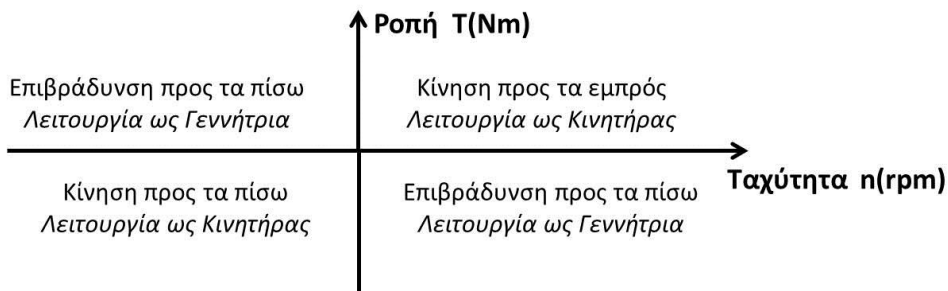 Ροπή Τ(Nm)
Επιβράδυνση προς τα πίσω
Λειτουργία ως Γεννήτρια
Κίνηση προς τα εμπρός
Λειτουργία ως Κινητήρας
Ταχύτητα n(rpm)
Κίνηση προς τα πίσω
Λειτουργία ως Κινητήρας
Επιβράδυνση προς τα πίσω
Λειτουργία ως Γεννήτρια